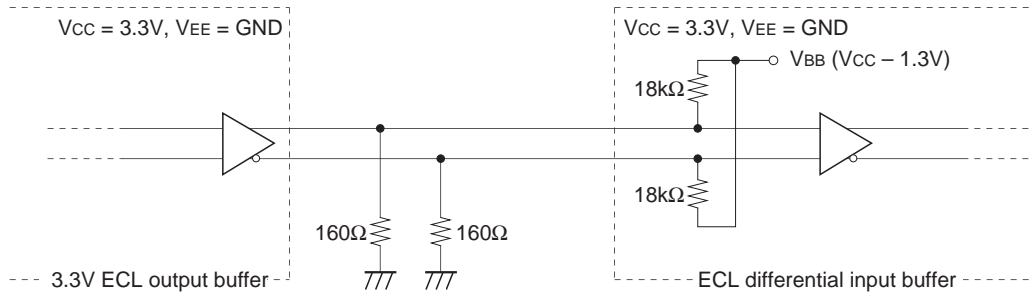 VCC = 3.3V, VEE = GND
VCC = 3.3V, VEE = GND
VBB (VCC – 1.3V)
18kΩ
18kΩ
160Ω
160Ω
3.3V ECL output buffer
ECL differential input buffer